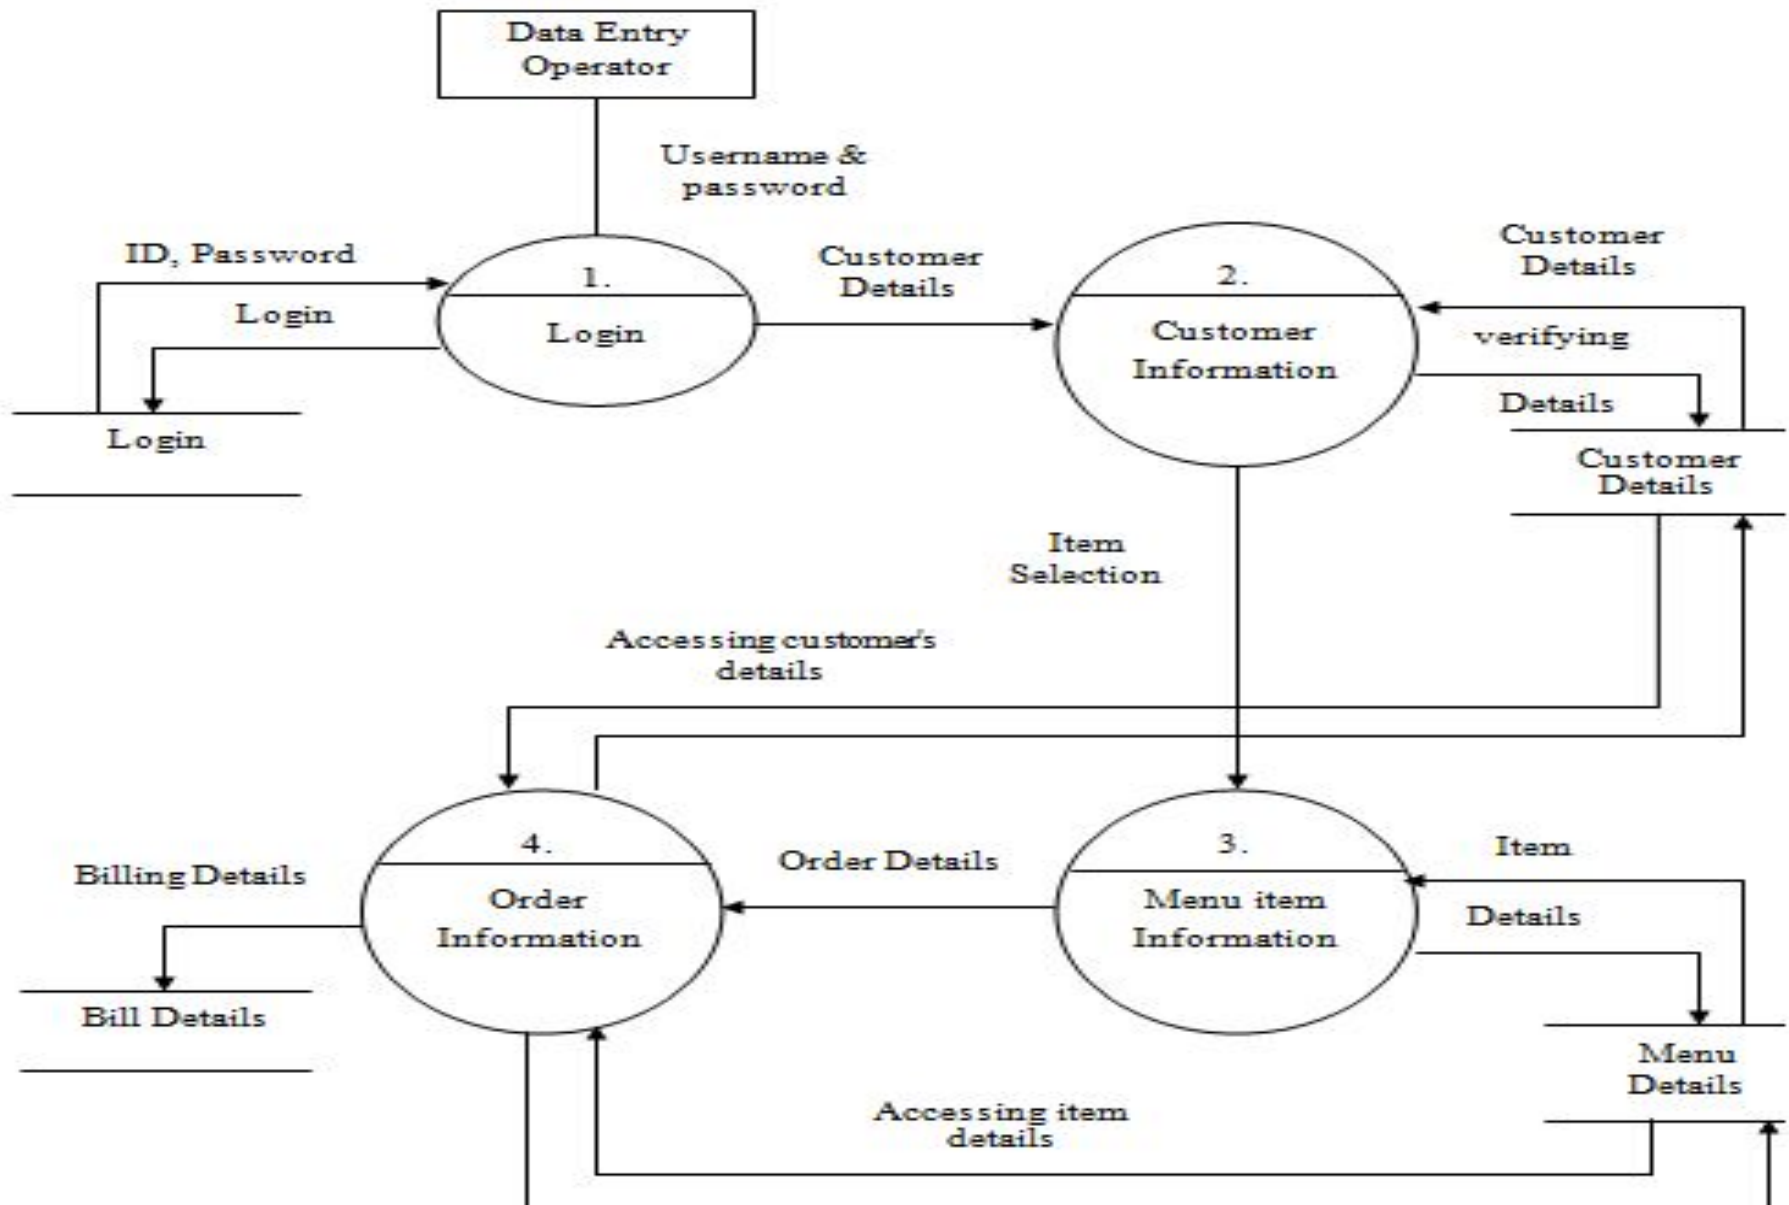 Data Entry
Operator
Username &
password
ID, Password
Login
1.
Login
Customer
Details
2.
Customer
Information
Customer
Details
verifying
Details
Login
Customer
Details
Item
Selection
Accessing customer's
details
4.
Order
Information
Order Details
3.
Menu item
Information
Item
Details
Billing Details
Bill Details
Menu
Details
Accessing item
details